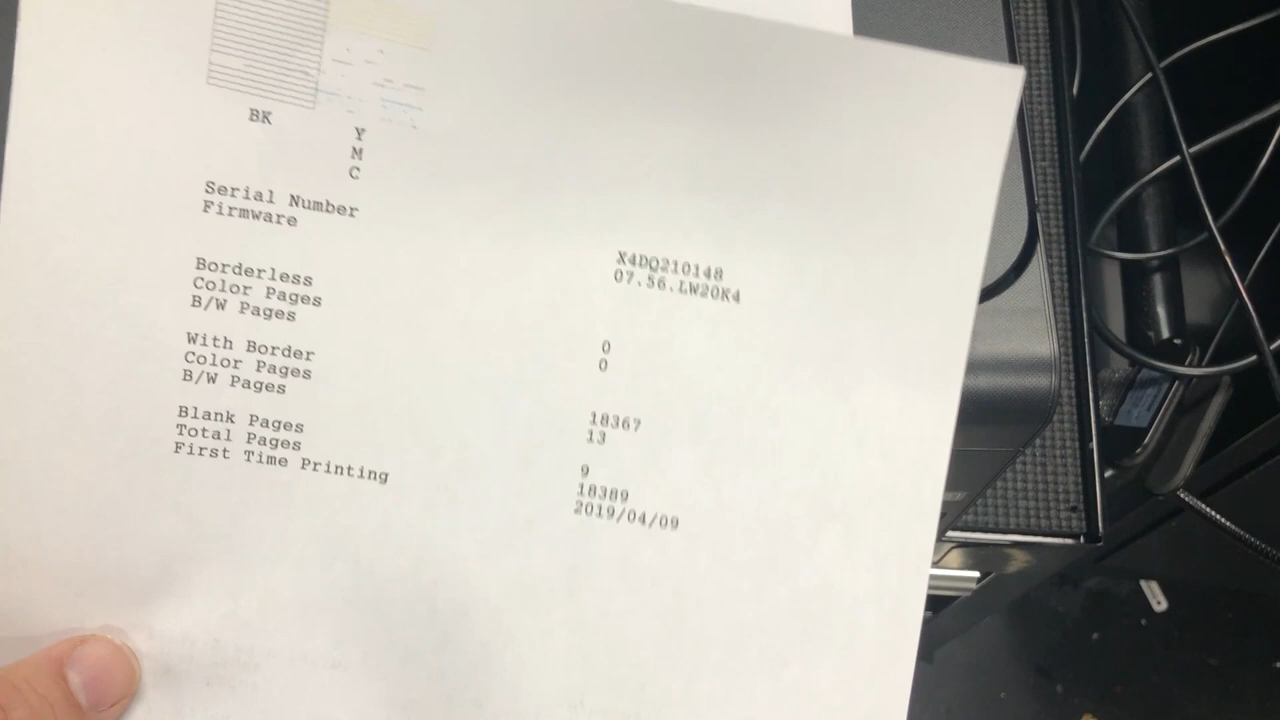 BK
Y
M
C
Serial Number X4DQ210148
Firmware 07.56.LW20K4
Borderless
Color Pages 0
B/W Pages 0
With Border
Color Pages 18367
B/W Pages 13
Blank Pages 9
Total Pages 18389
First Time Printing 2019/04/09